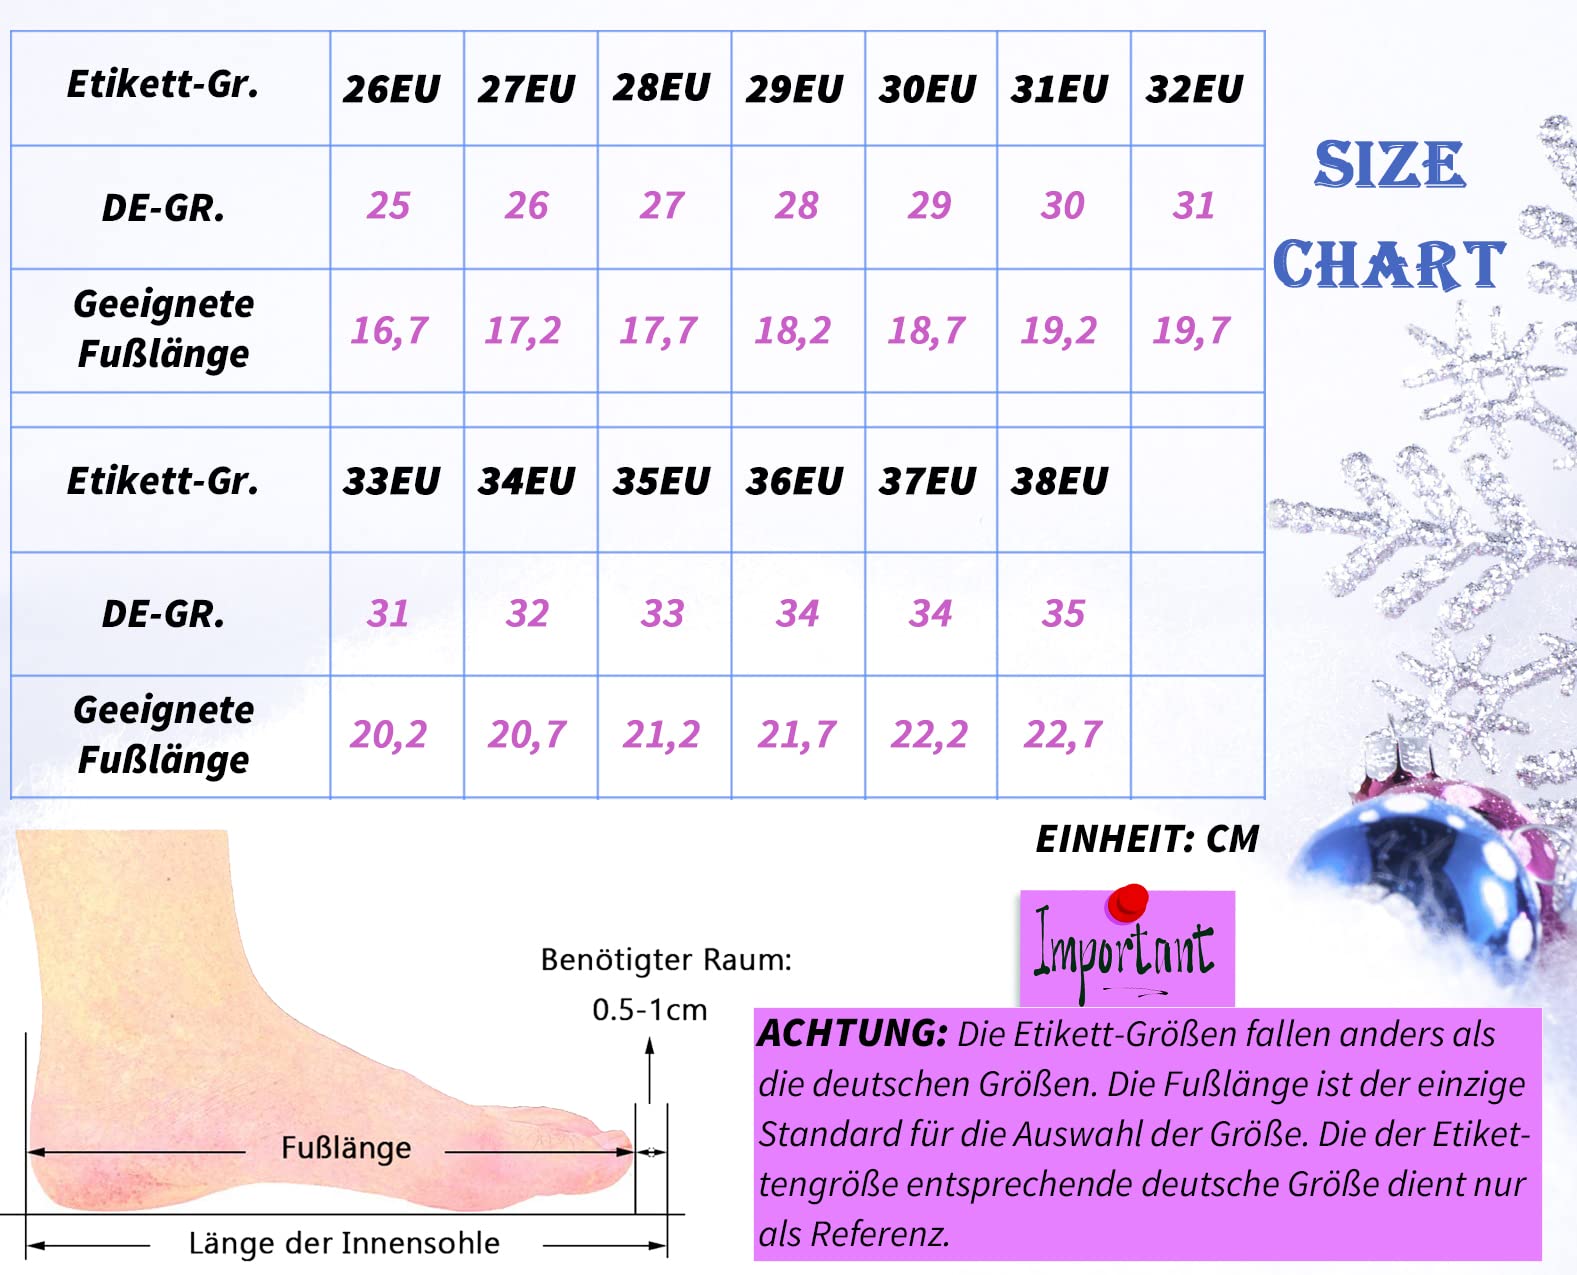 Etikett-Gr. 26EU 27EU 28EU 29EU 30EU 31EU 32EU
DE-GR. 25 26 27 28 29 30 31
Geeignete
Fußlänge 16,7 17,2 17,7 18,2 18,7 19,2 19,7
Etikett-Gr. 33EU 34EU 35EU 36EU 37EU 38EU
DE-GR. 31 32 33 34 34 35
Geeignete
Fußlänge 20,2 20,7 21,2 21,7 22,2 22,7
SIZE
CHART
EINHEIT: CM
Benötigter Raum:
0.5-1cm
Fußlänge
Länge der Innensohle
Important
ACHTUNG: Die Etikett-Größen fallen anders als
die deutschen Größen. Die Fußlänge ist der einzige
Standard für die Auswahl der Größe. Die der Etiket-
tengröße entsprechende deutsche Größe dient nur
als Referenz.